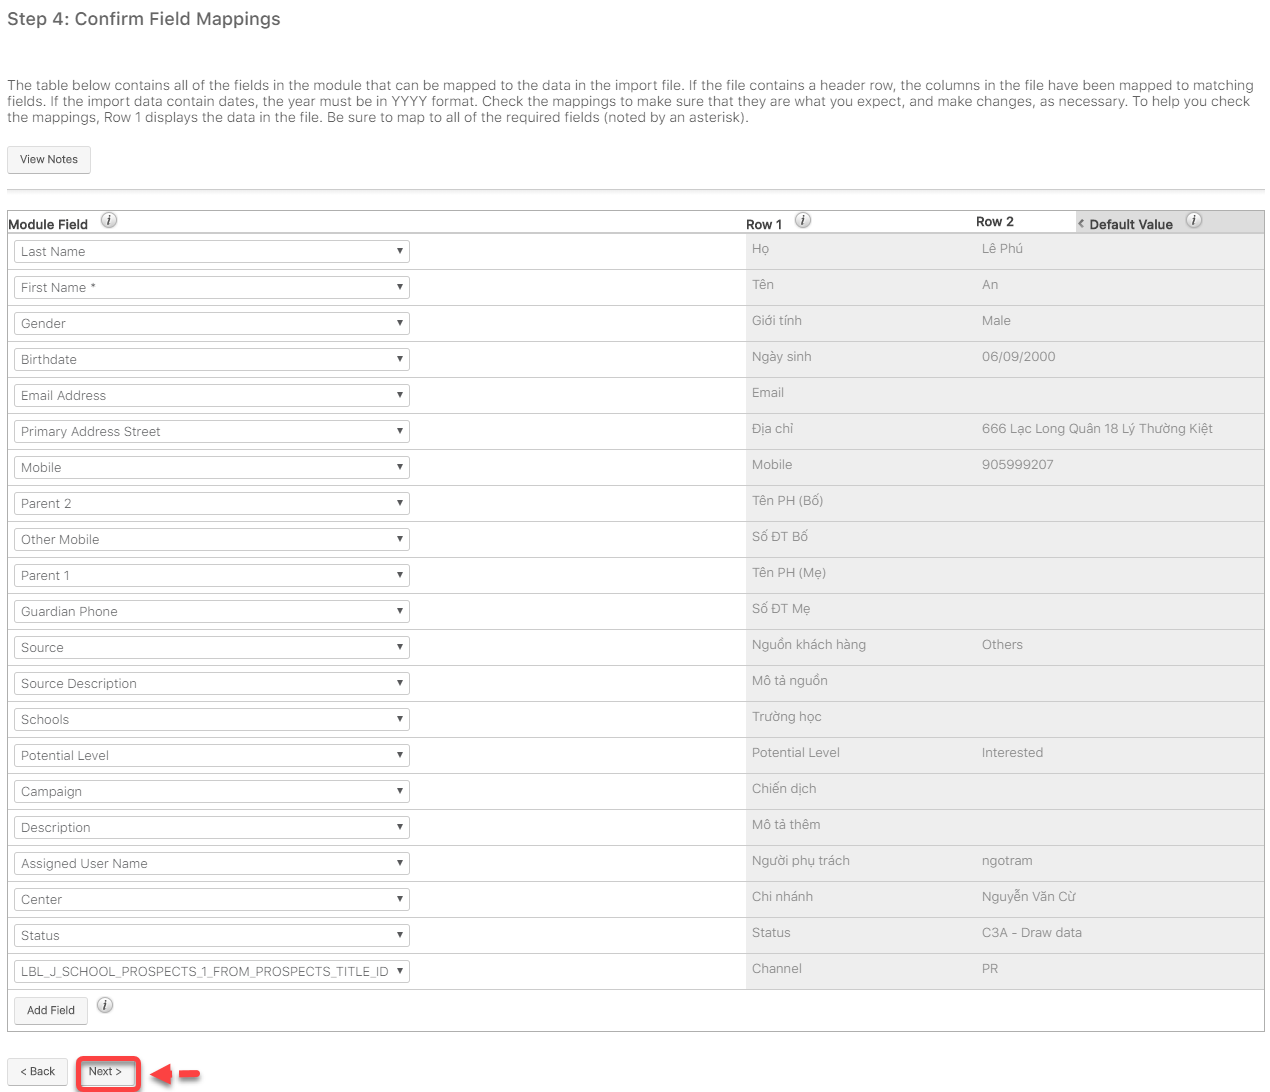 Step 4: Confirm Field Mappings
The table below contains all of the fields in the module that can be mapped to the data in the import file. If the file contains a header row, the columns in the file have been mapped to matching
fields. If the import data contain dates, the year must be in YYYY format. Check the mappings to make sure that they are what you expect, and make changes, as necessary. To help you check
the mappings, Row 1 displays the data in the file. Be sure to map to all of the required fields (noted by an asterisk).
View Notes
Module Field i Row 1 i Row 2 < Default Value i
Last Name Họ Lê Phú
First Name * Tên An
Gender Giới tính Male
Birthdate Ngày sinh 06/09/2000
Email Address Email
Primary Address Street Địa chỉ 666 Lạc Long Quân 18 Lý Thường Kiệt
Mobile Mobile 905999207
Parent 2 Tên PH (Bố)
Other Mobile Số ĐT Bố
Parent 1 Tên PH (Mẹ)
Guardian Phone Số ĐT Mẹ
Source Nguồn khách hàng Others
Source Description Mô tả nguồn
Schools Trường học
Potential Level Potential Level Interested
Campaign Chiến dịch
Description Mô tả thêm
Assigned User Name Người phụ trách ngotram
Center Chi nhánh Nguyễn Văn Cừ
Status Status C3A - Draw data
LBL_J_SCHOOL_PROSPECTS_1_FROM_PROSPECTS_TITLE_ID Channel PR
Add Field i
< Back Next >